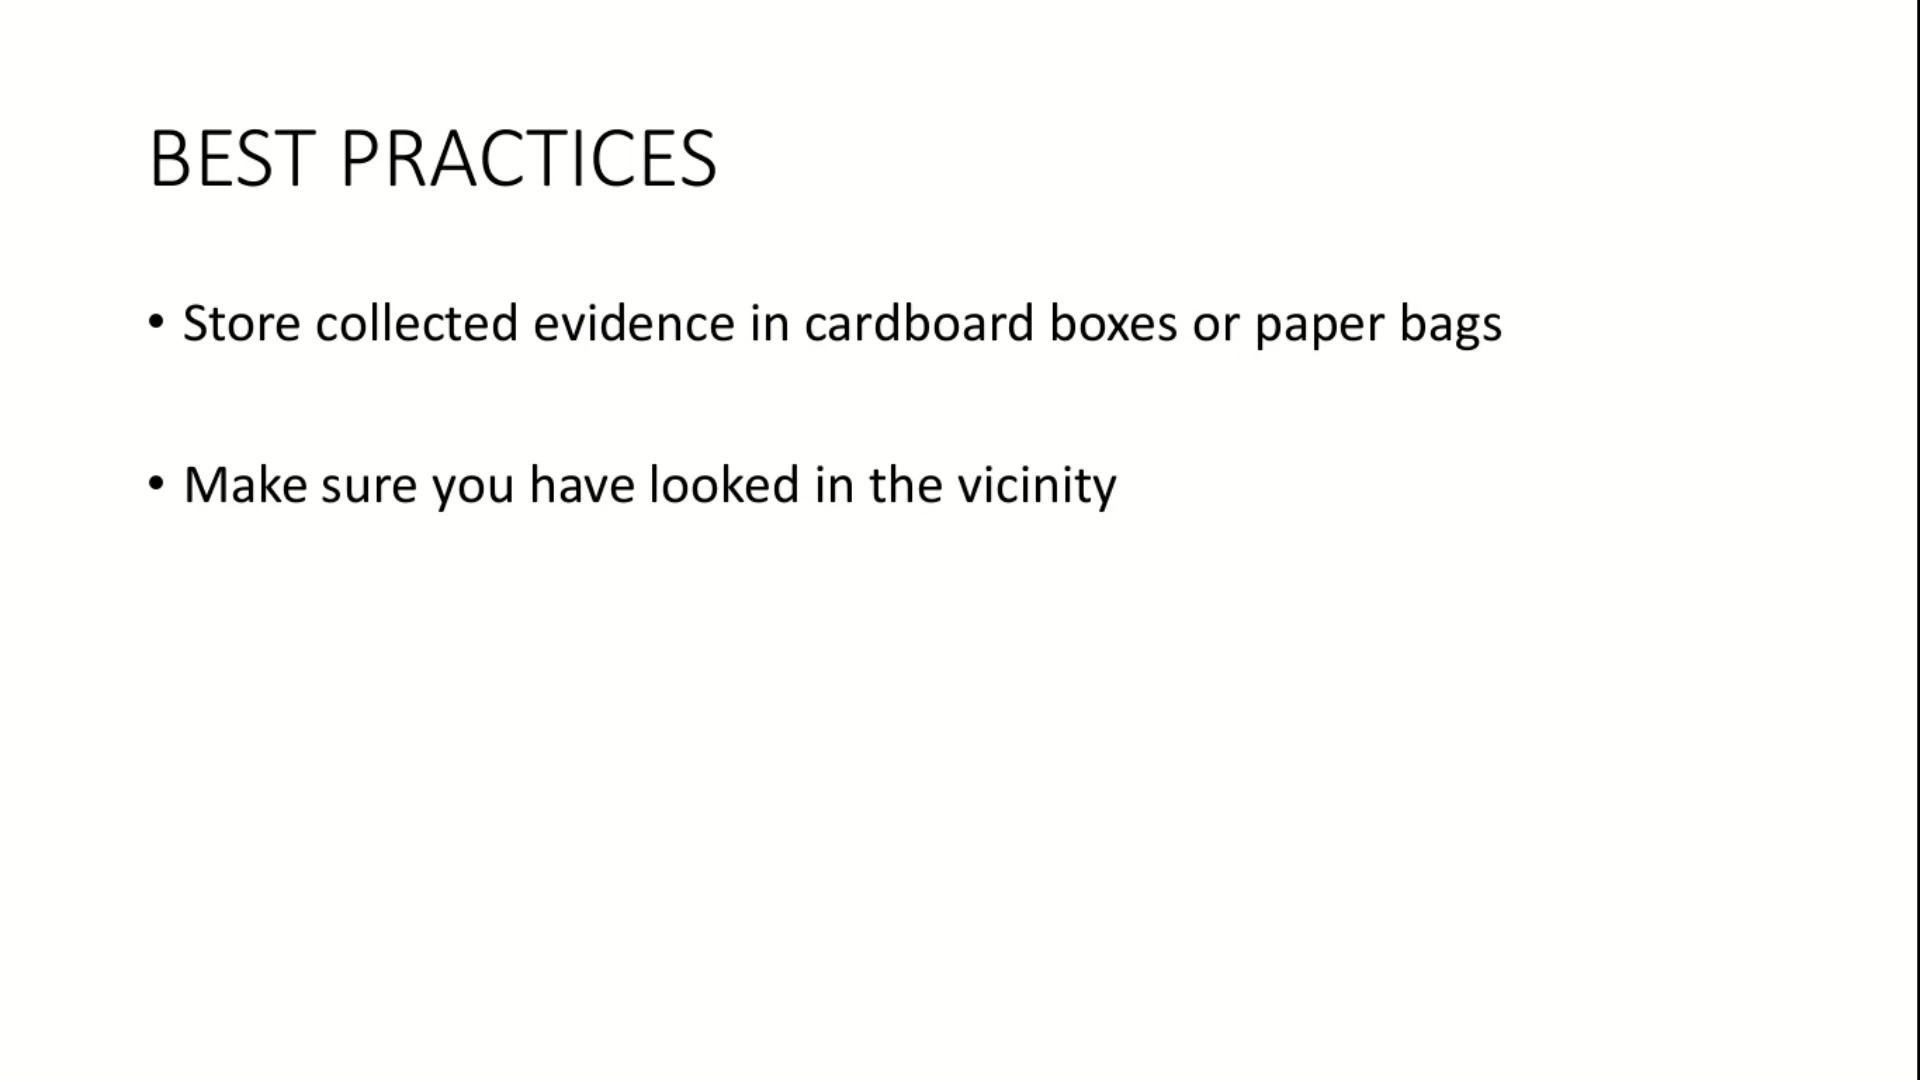 BEST PRACTICES
• Store collected evidence in cardboard boxes or paper bags
• Make sure you have looked in the vicinity